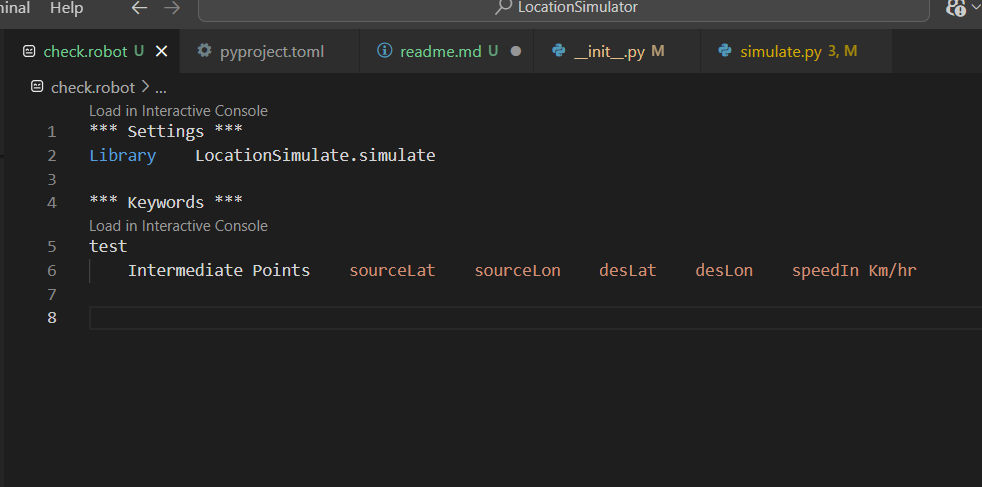 Help LocationSimulator
check.robot U pyproject.toml readme.md U __init__.py M simulate.py 3, M
check.robot > ...
Load in Interactive Console
1 *** Settings ***
2 Library LocationSimulate.simulate
3
4 *** Keywords ***
Load in Interactive Console
5 test
6 Intermediate Points sourceLat sourceLon desLat desLon speedIn Km/hr
7
8